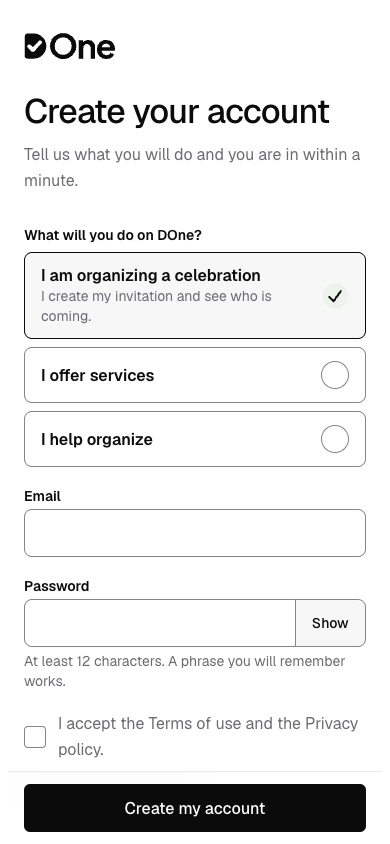 DOne
Create your account
Tell us what you will do and you are in within a
minute.
What will you do on DOne?
I am organizing a celebration
I create my invitation and see who is
coming.
I offer services
I help organize
Email
Password
Show
At least 12 characters. A phrase you will remember
works.
I accept the Terms of use and the Privacy
policy.
Create my account